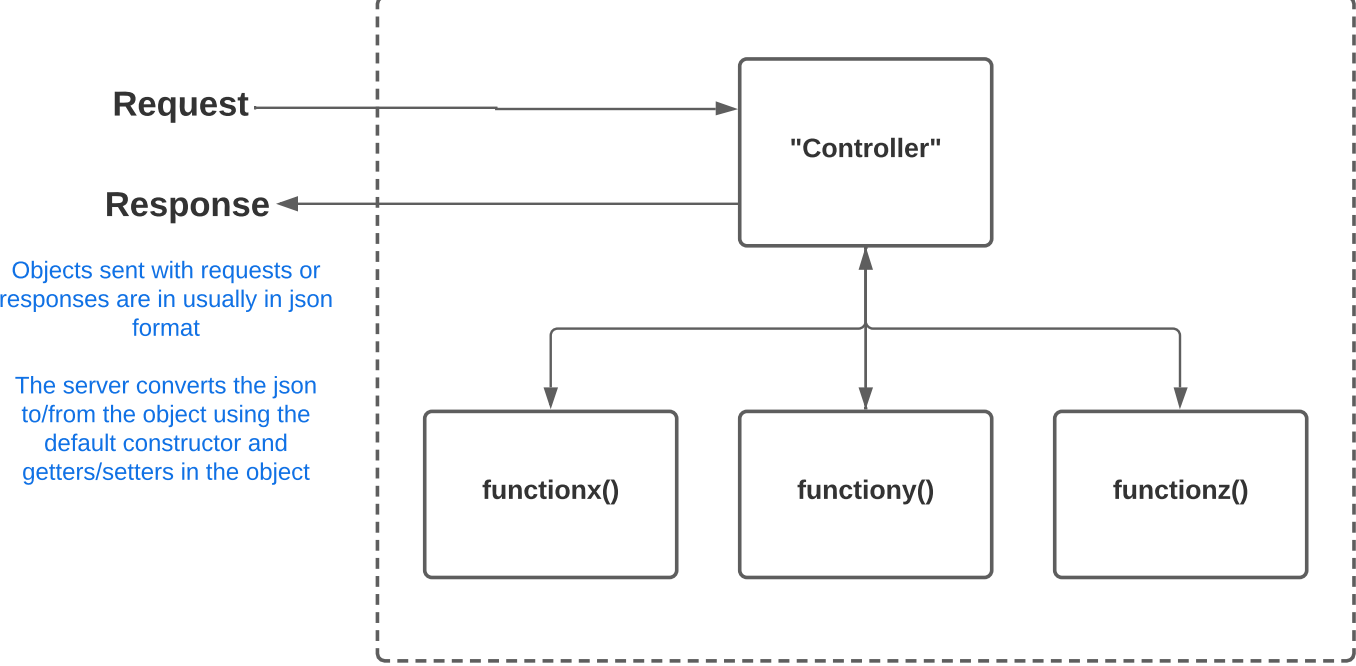 Request
"Controller"
Response
Objects sent with requests or
responses are in usually in json
format
The server converts the json
to/from the object using the
default constructor and
getters/setters in the object
functionx()
functiony()
functionz()